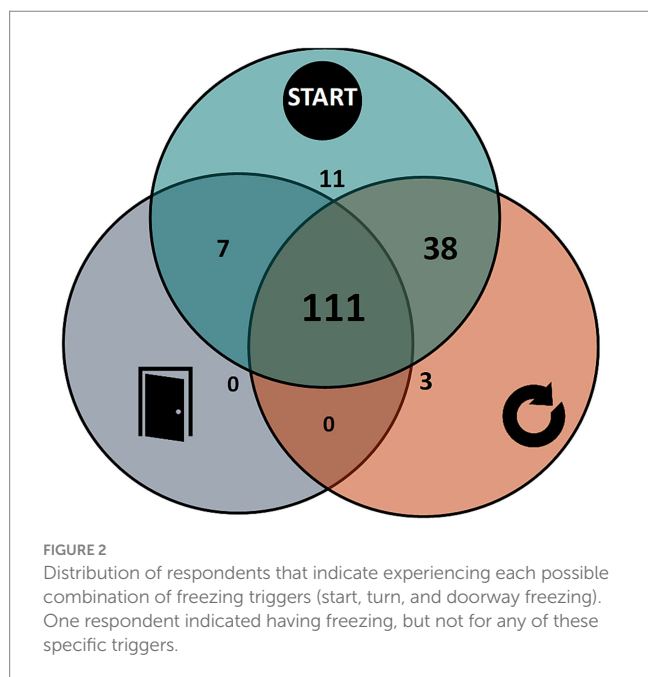 START
11
7
38
111
0
3
0
FIGURE 2
Distribution of respondents that indicate experiencing each possible
combination of freezing triggers (start, turn, and doorway freezing).
One respondent indicated having freezing, but not for any of these
specific triggers.